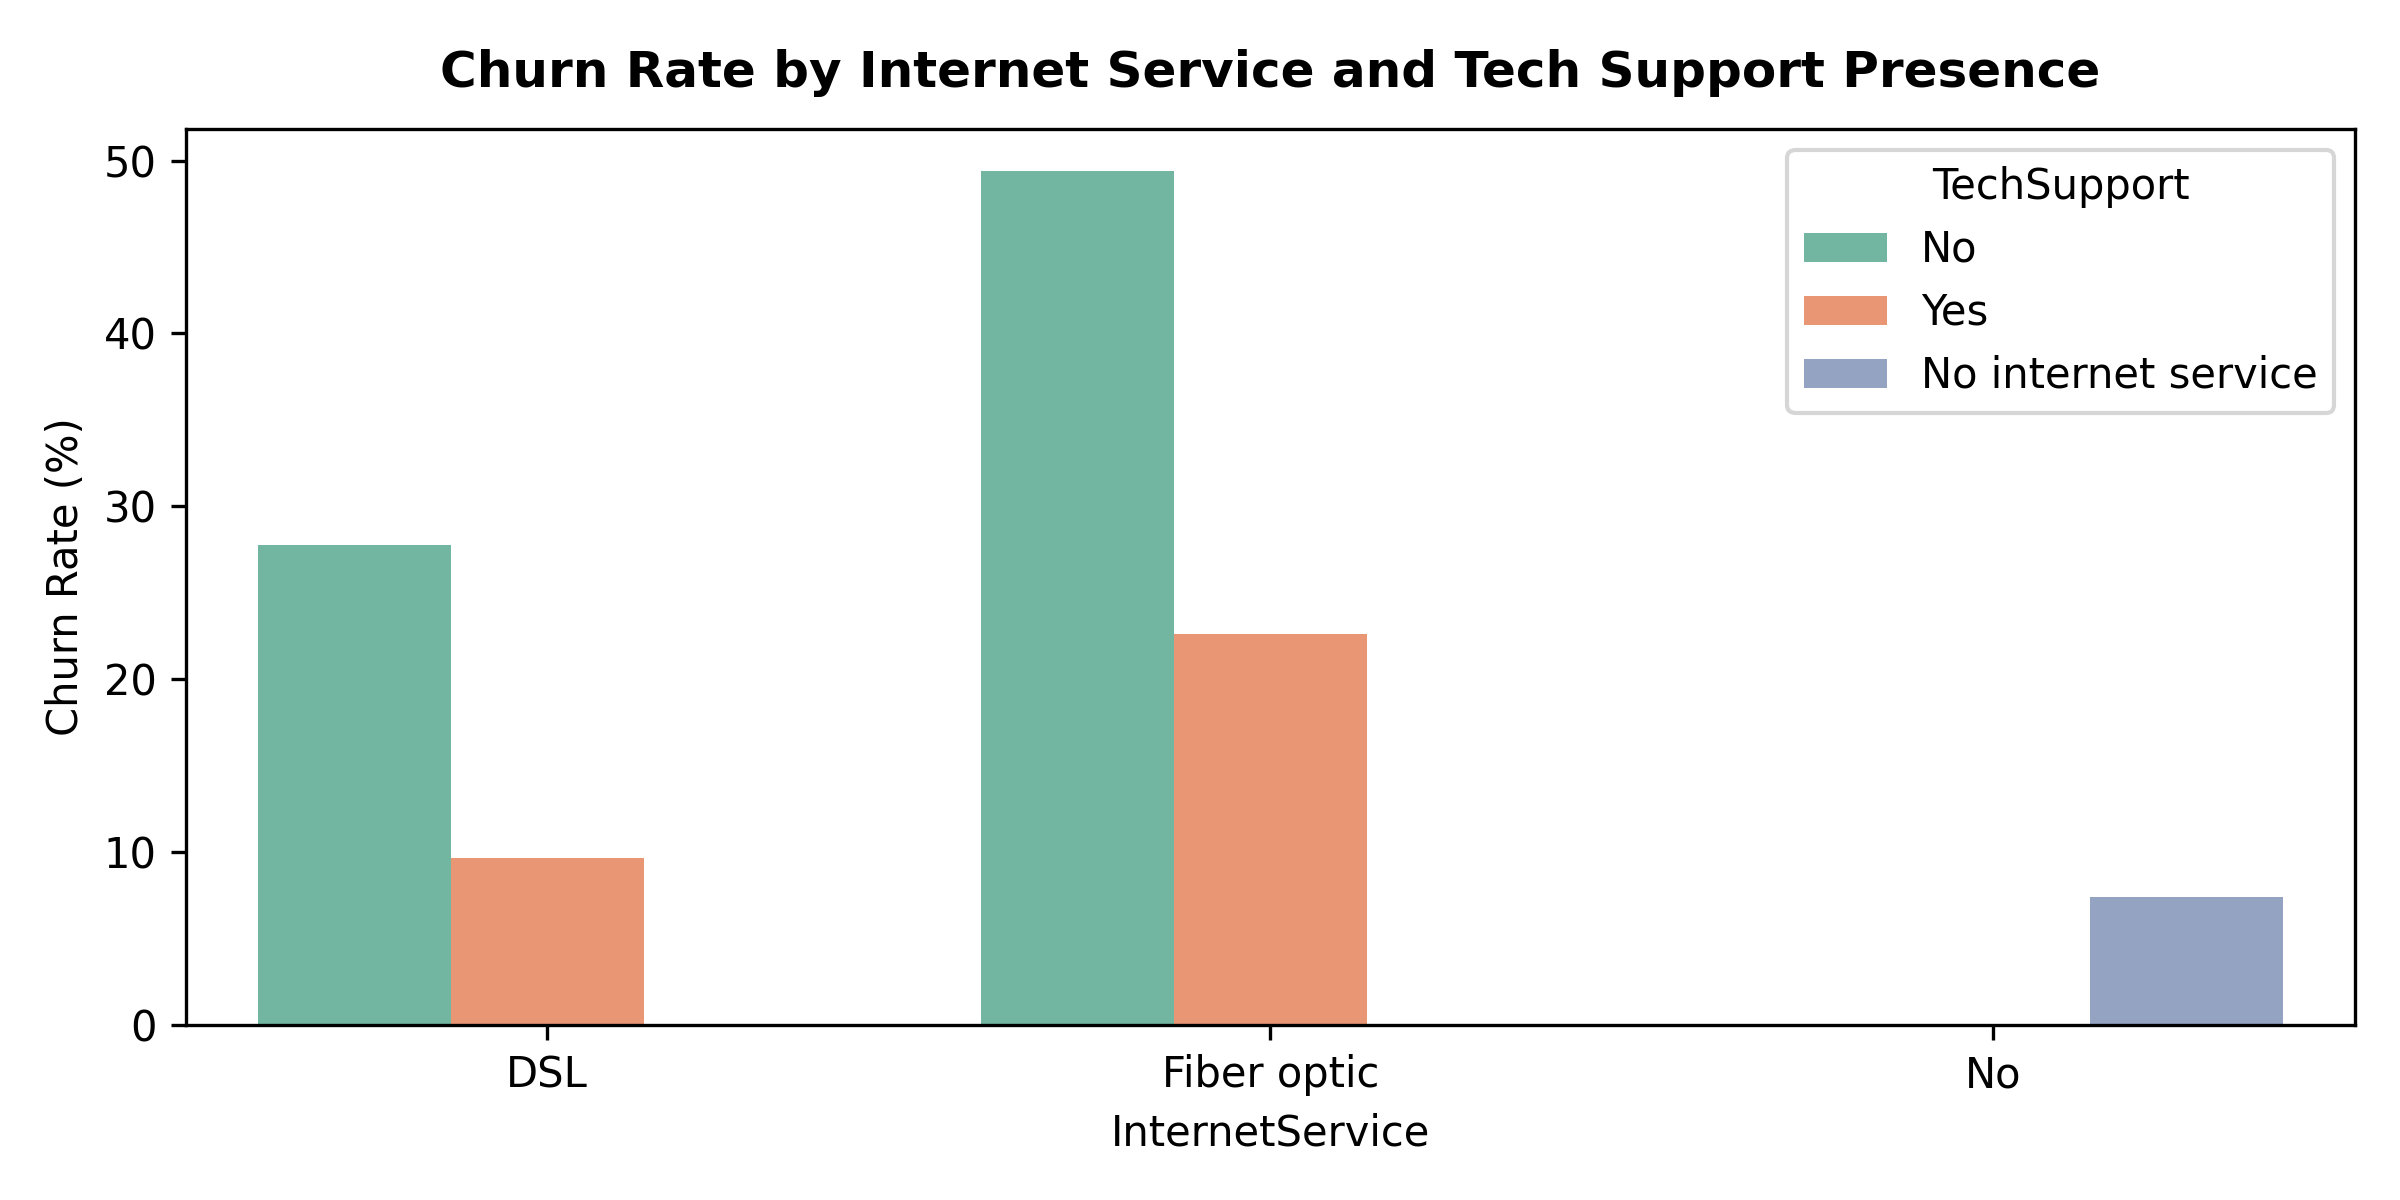 Churn Rate by Internet Service and Tech Support Presence
50
40
30
20
10
0
Churn Rate (%)
TechSupport
No
Yes
No internet service
DSL
Fiber optic
No
InternetService